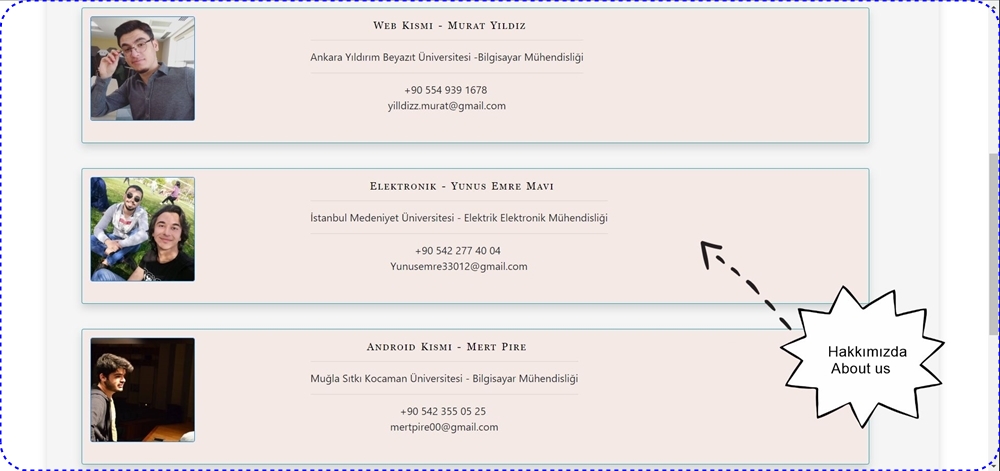 Web Kısmı - Murat Yıldız
Ankara Yıldırım Beyazıt Üniversitesi -Bilgisayar Mühendisliği
+90 554 939 1678
yilldizz.murat@gmail.com
Elektronik - Yunus Emre Mavi
İstanbul Medeniyet Üniversitesi - Elektrik Elektronik Mühendisliği
+90 542 277 40 04
Yunusemre33012@gmail.com
Android Kısmı - Mert Pire
Muğla Sıtkı Kocaman Üniversitesi - Bilgisayar Mühendisliği
+90 542 355 05 25
mertpire00@gmail.com
Hakkımızda
About us